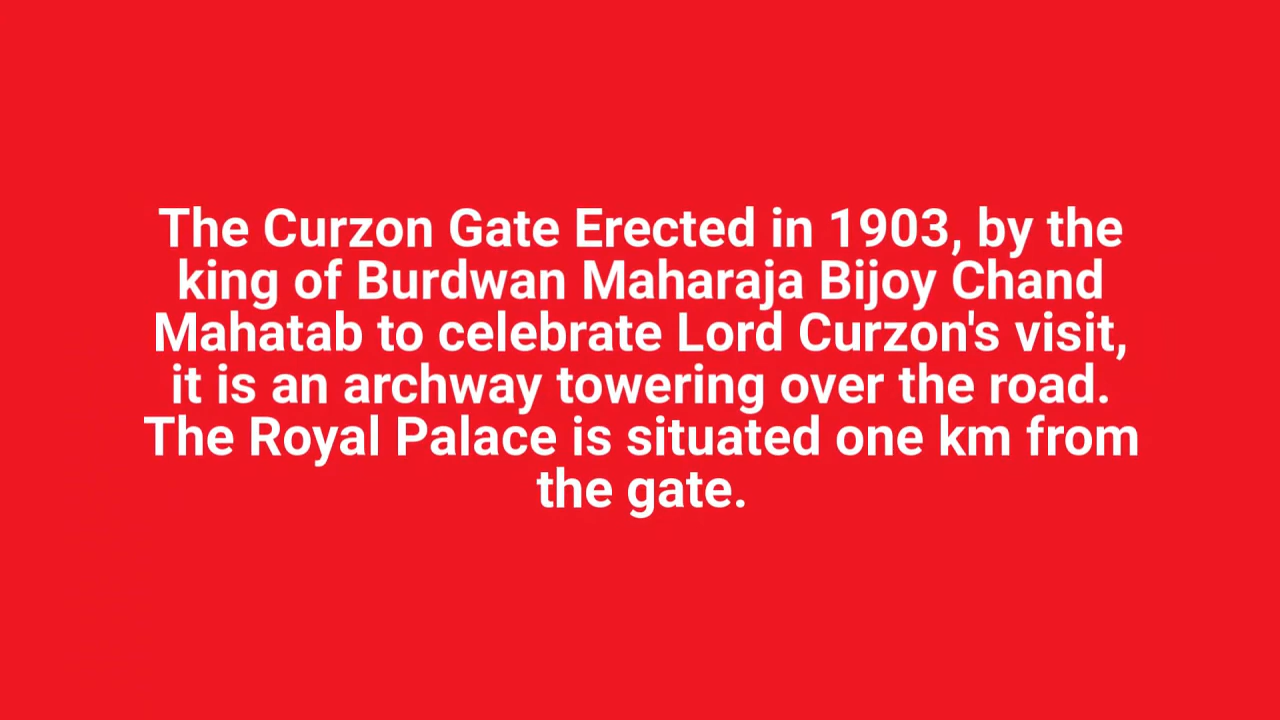 The Curzon Gate Erected in 1903, by the
king of Burdwan Maharaja Bijoy Chand
Mahatab to celebrate Lord Curzon's visit,
it is an archway towering over the road.
The Royal Palace is situated one km from
the gate.